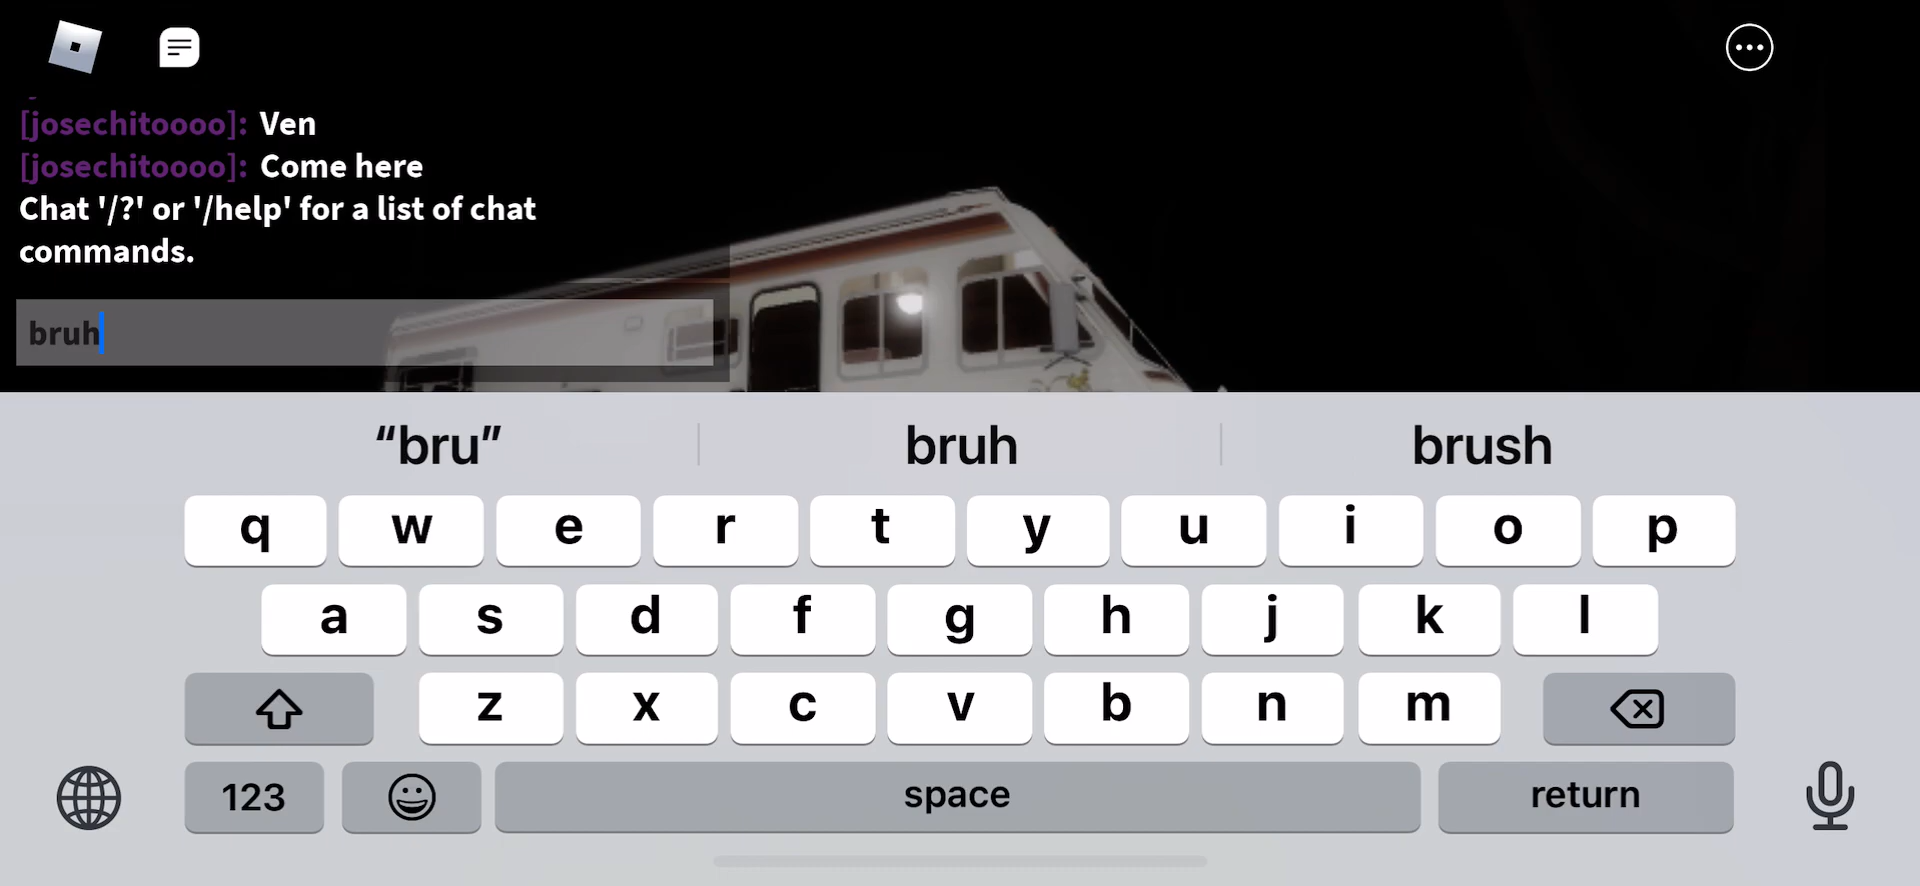 [josechitoooo]: Ven
[josechitoooo]: Come here
Chat '/?' or '/help' for a list of chat
commands.
bruh
“bru” bruh brush
q w e r t y u i o p
a s d f g h j k l
z x c v b n m
123 space return